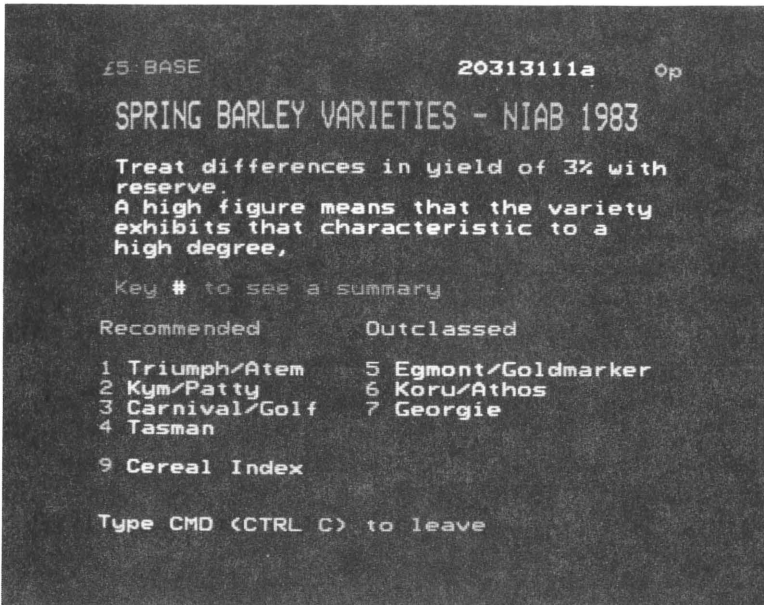 £5 BASE 20313111a 0p
SPRING BARLEY VARIETIES - NIAB 1983
Treat differences in yield of 3% with
reserve.
A high figure means that the variety
exhibits that characteristic to a
high degree,
Key # to see a summary
Recommended Outclassed
1 Triumph/Atem 5 Egmont/Goldmarker
2 Kym/Patty 6 Koru/Athos
3 Carnival/Golf 7 Georgie
4 Tasman
9 Cereal Index
Type CMD (CTRL C) to leave